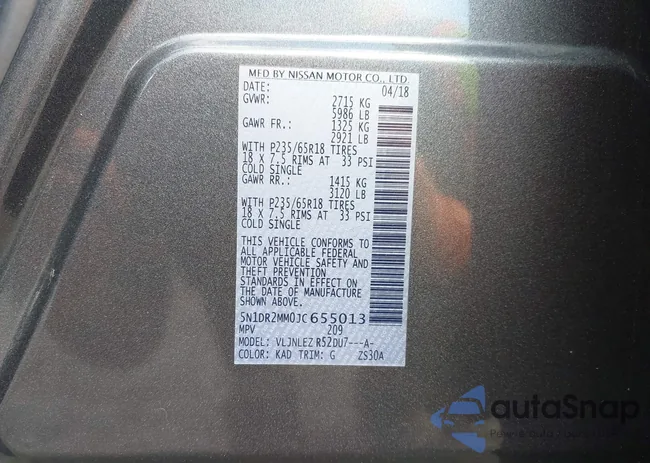 MFD BY NISSAN MOTOR CO., LTD.
DATE: 04/18
GVWR: 2715 KG
5986 LB
GAWR FR.: 1325 KG
2921 LB
WITH P235/65R18 TIRES
18 X 7.5 RIMS AT 33 PSI
COLD SINGLE
GAWR RR.: 1415 KG
3120 LB
WITH P235/65R18 TIRES
18 X 7.5 RIMS AT 33 PSI
COLD SINGLE
THIS VEHICLE CONFORMS TO
ALL APPLICABLE FEDERAL
MOTOR VEHICLE SAFETY AND
THEFT PREVENTION
STANDARDS IN EFFECT ON THE
DATE OF MANUFACTURE
SHOWN ABOVE.
5N1DR2MM0JC655013
MPV 209
MODEL: VLJNLEZ R52DU7---A-
COLOR: KAD TRIM: G ZS30A
autoSnap